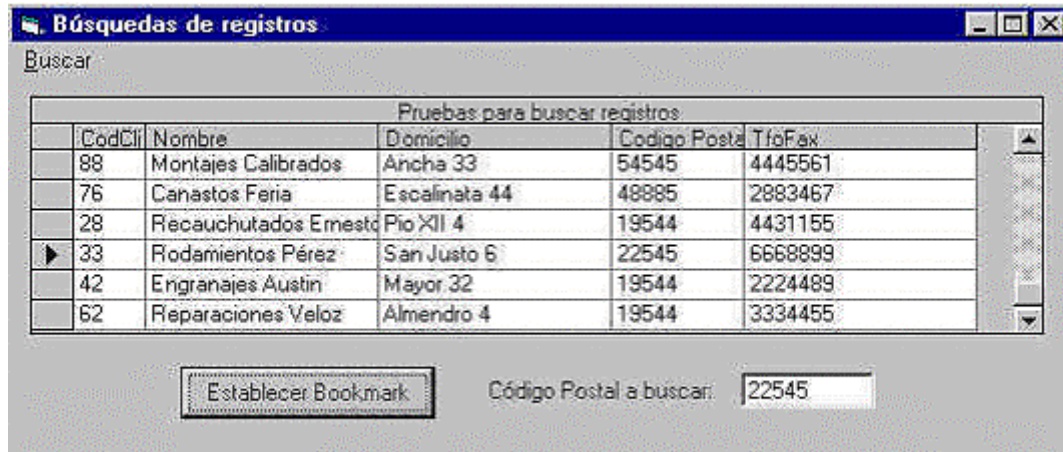 Búsquedas de registros
Buscar
Pruebas para buscar registros
CodCli Nombre Domicilio Codigo Posta TfoFax
88 Montajes Calibrados Ancha 33 54545 4445561
76 Canastos Feria Escalinata 44 48885 2883467
28 Recauchutados Ernesto Pio XII 4 19544 4431155
33 Rodamientos Pérez San Justo 6 22545 6668899
42 Engranajes Austin Mayor 32 19544 2224489
62 Reparaciones Veloz Almendro 4 19544 3334455
Establecer Bookmark Código Postal a buscar: 22545